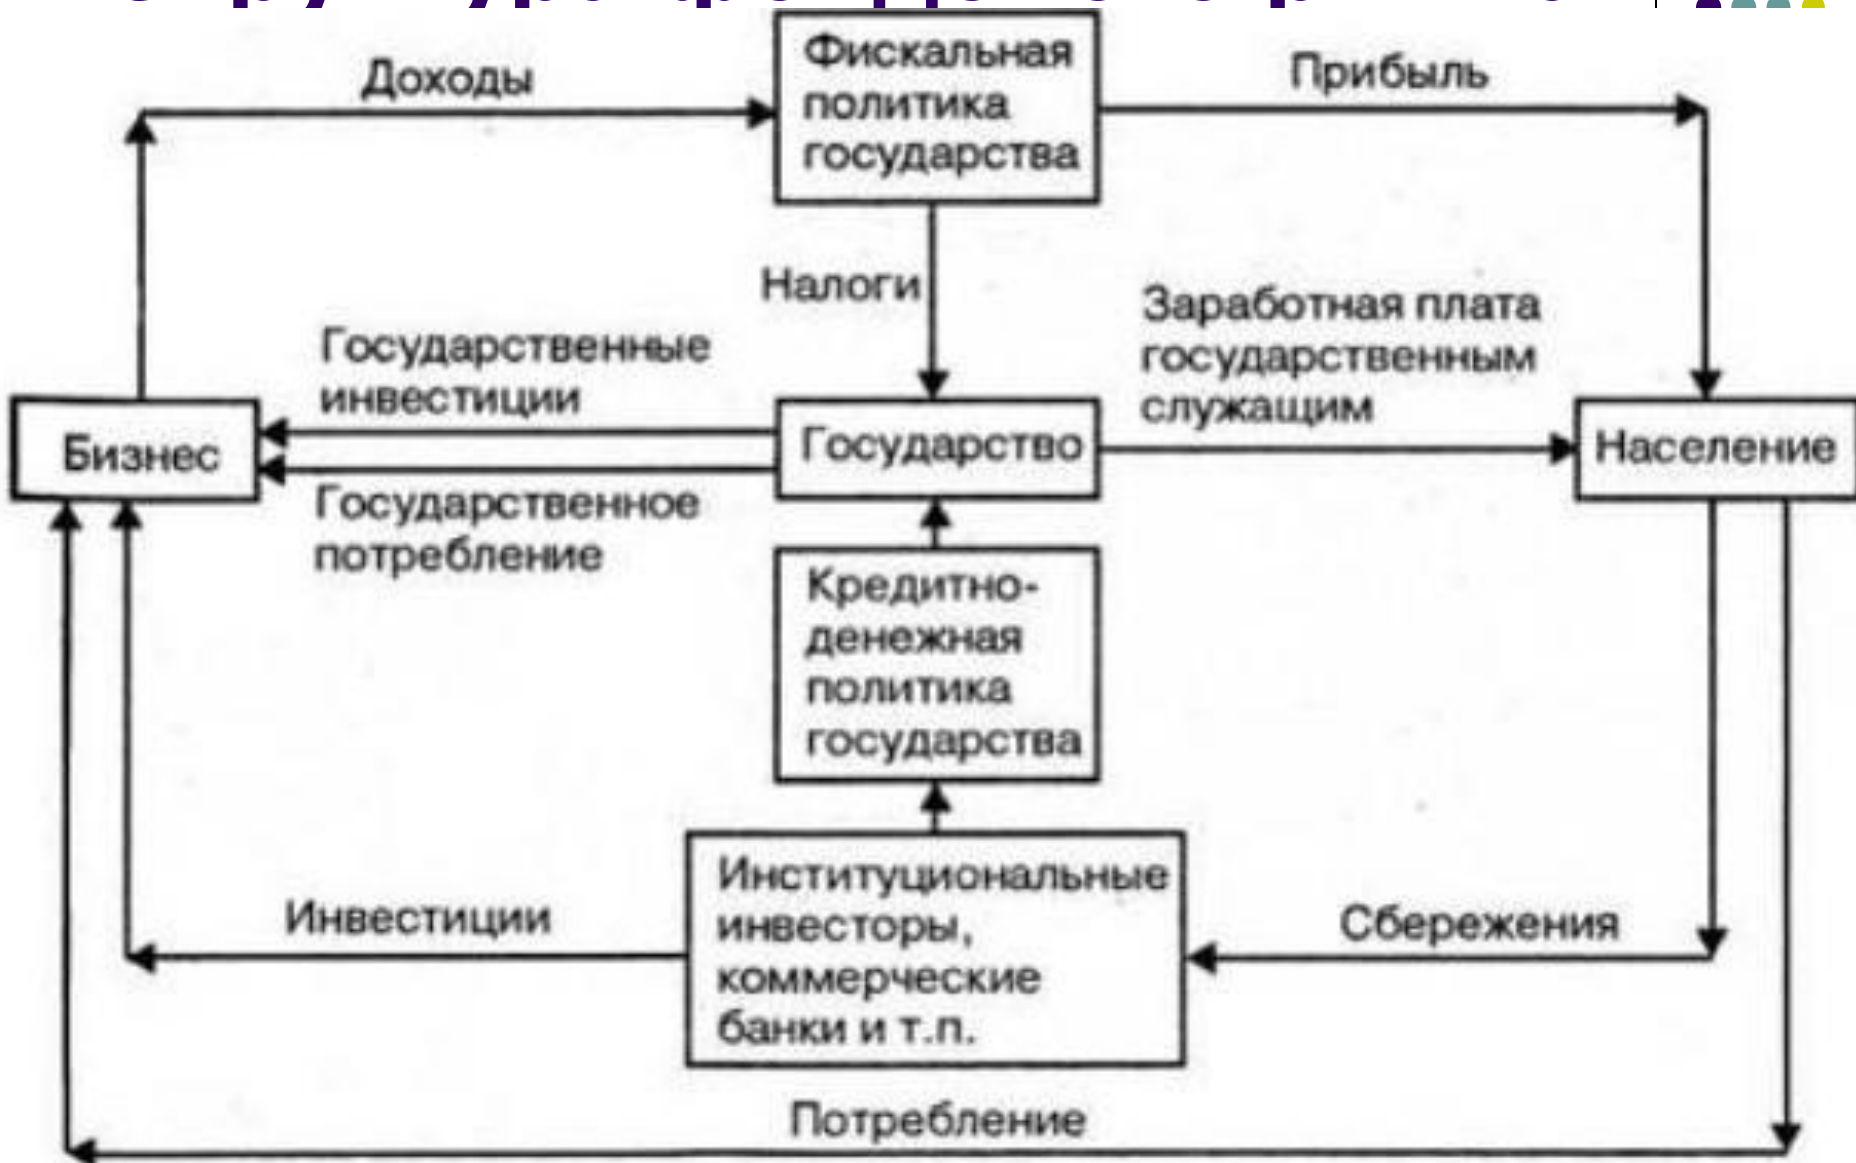 Фискальная
политика
государства
Доходы
Прибыль
Налоги
Заработная плата
государственным
служащим
Государственные
инвестиции
Бизнес
Государство
Население
Государственное
потребление
Кредитно-
денежная
политика
государства
Институциональные
инвесторы,
коммерческие
банки и т.п.
Инвестиции
Сбережения
Потребление